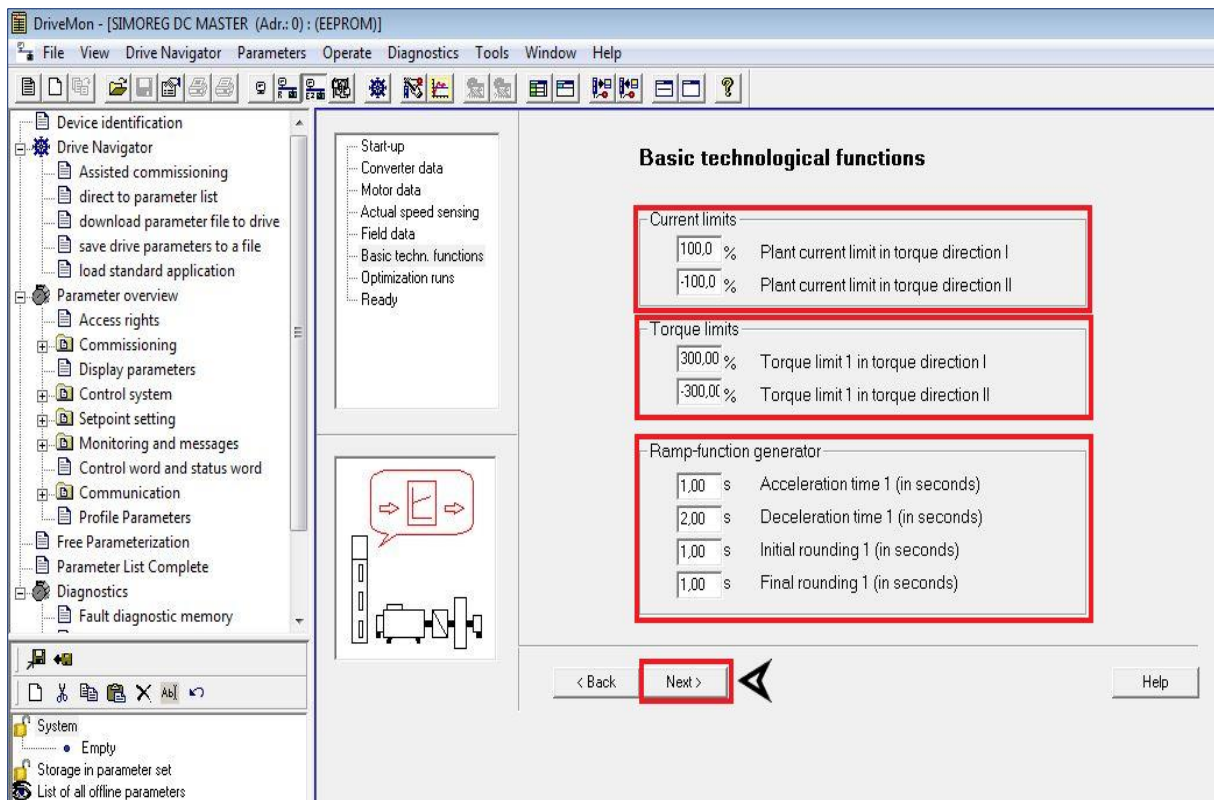 DriveMon - [SIMOREG DC MASTER (Adr.: 0) : (EEPROM)]
File View Drive Navigator Parameters Operate Diagnostics Tools Window Help
Device identification
Drive Navigator
Assisted commissioning
direct to parameter list
download parameter file to drive
save drive parameters to a file
load standard application
Parameter overview
Access rights
Commissioning
Display parameters
Control system
Setpoint setting
Monitoring and messages
Control word and status word
Communication
Profile Parameters
Free Parameterization
Parameter List Complete
Diagnostics
Fault diagnostic memory
System
Empty
Storage in parameter set
List of all offline parameters
Start-up
Converter data
Motor data
Actual speed sensing
Field data
Basic techn. functions
Optimization runs
Ready
Basic technological functions
Current limits
100,0 % Plant current limit in torque direction I
-100,0 % Plant current limit in torque direction II
Torque limits
300,00 % Torque limit 1 in torque direction I
-300,00 % Torque limit 1 in torque direction II
Ramp-function generator
1,00 s Acceleration time 1 (in seconds)
2,00 s Deceleration time 1 (in seconds)
1,00 s Initial rounding 1 (in seconds)
1,00 s Final rounding 1 (in seconds)
< Back Next > Help